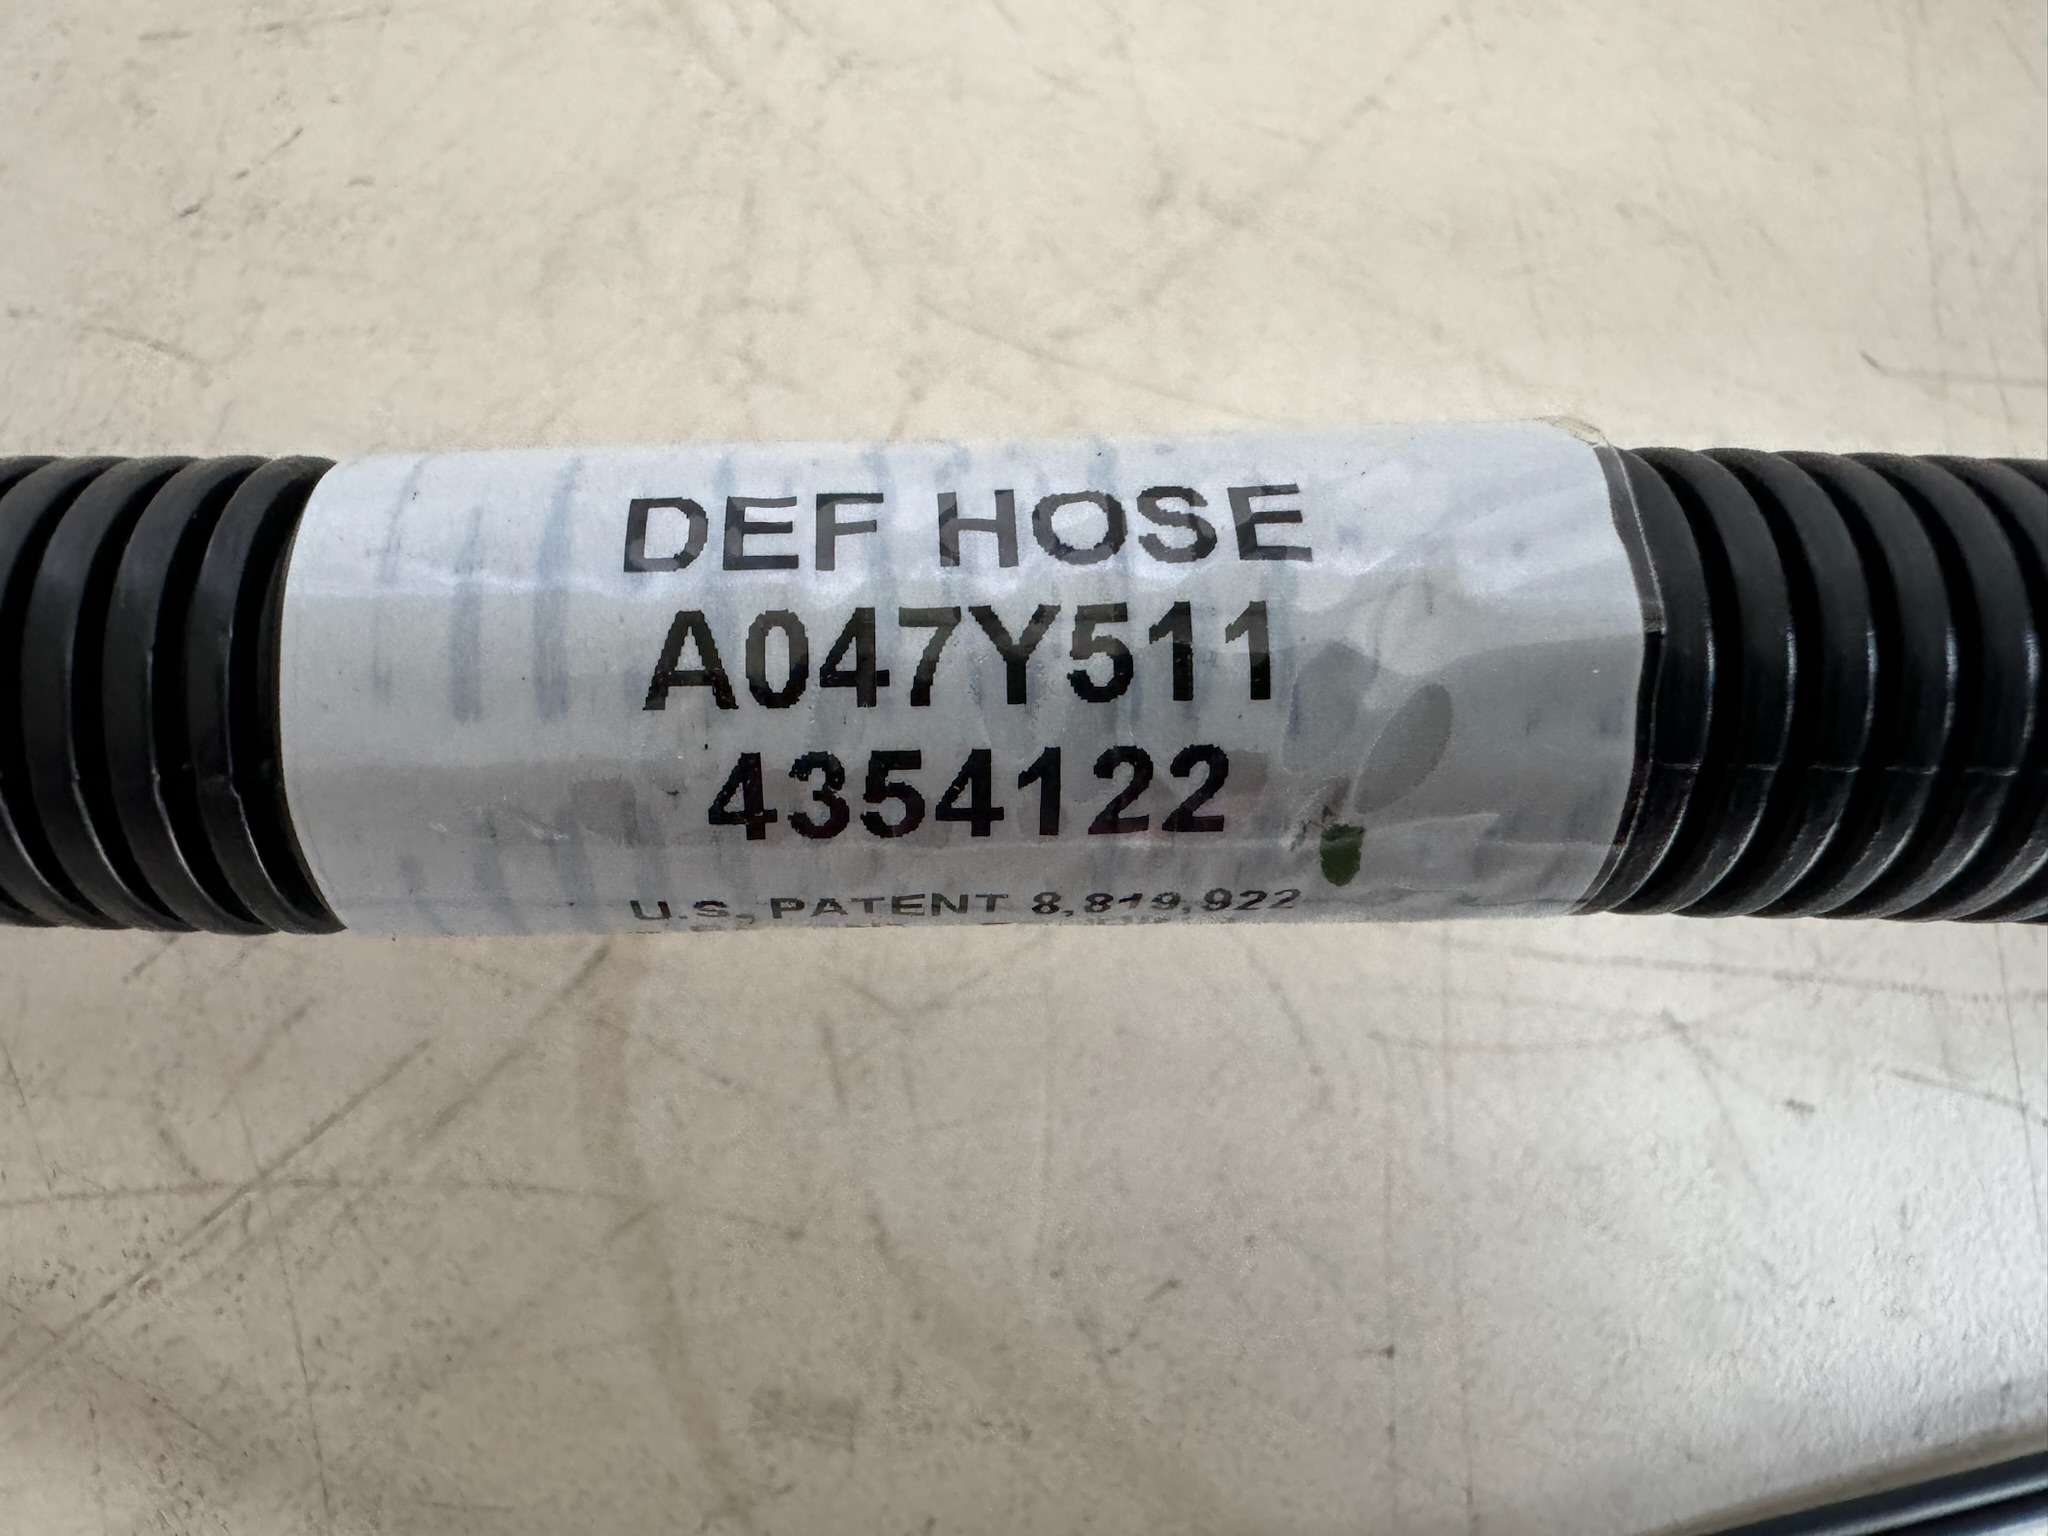 DEF HOSE
A047Y511
4354122
U.S. PATENT 8,819,922